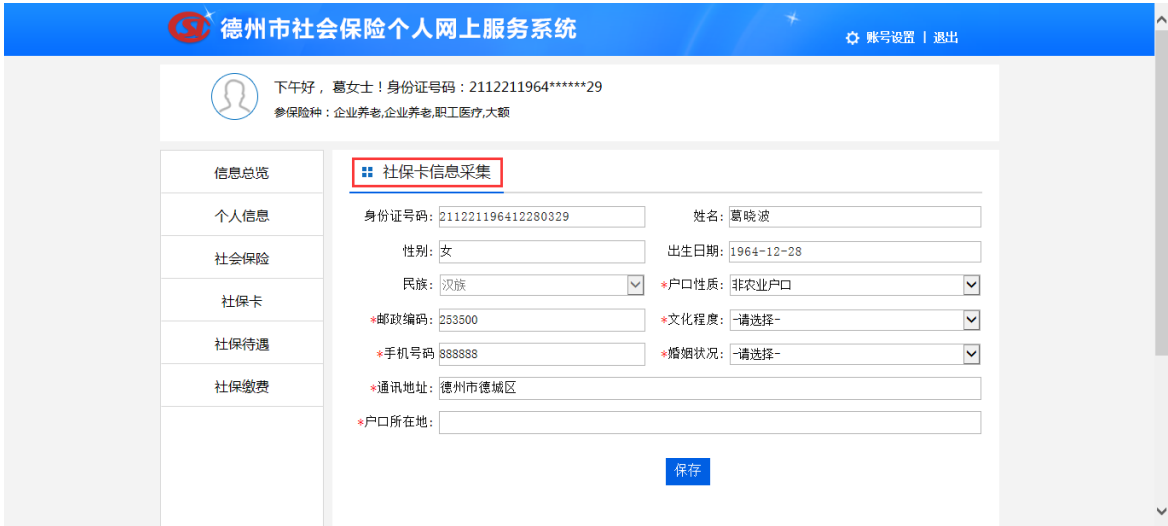 德州市社会保险个人网上服务系统
账号设置 | 退出
下午好，葛女士！身份证号码：2112211964******29
参保险种：企业养老,企业养老,职工医疗,大额
信息总览
个人信息
社会保险
社保卡
社保待遇
社保缴费
社保卡信息采集
身份证号码: 211221196412280329 姓名: 葛晓波
性别: 女 出生日期: 1964-12-28
民族: 汉族 *户口性质: 非农业户口
*邮政编码: 253500 *文化程度: -请选择-
*手机号码 888888 *婚姻状况: -请选择-
*通讯地址: 德州市德城区
*户口所在地:
保存